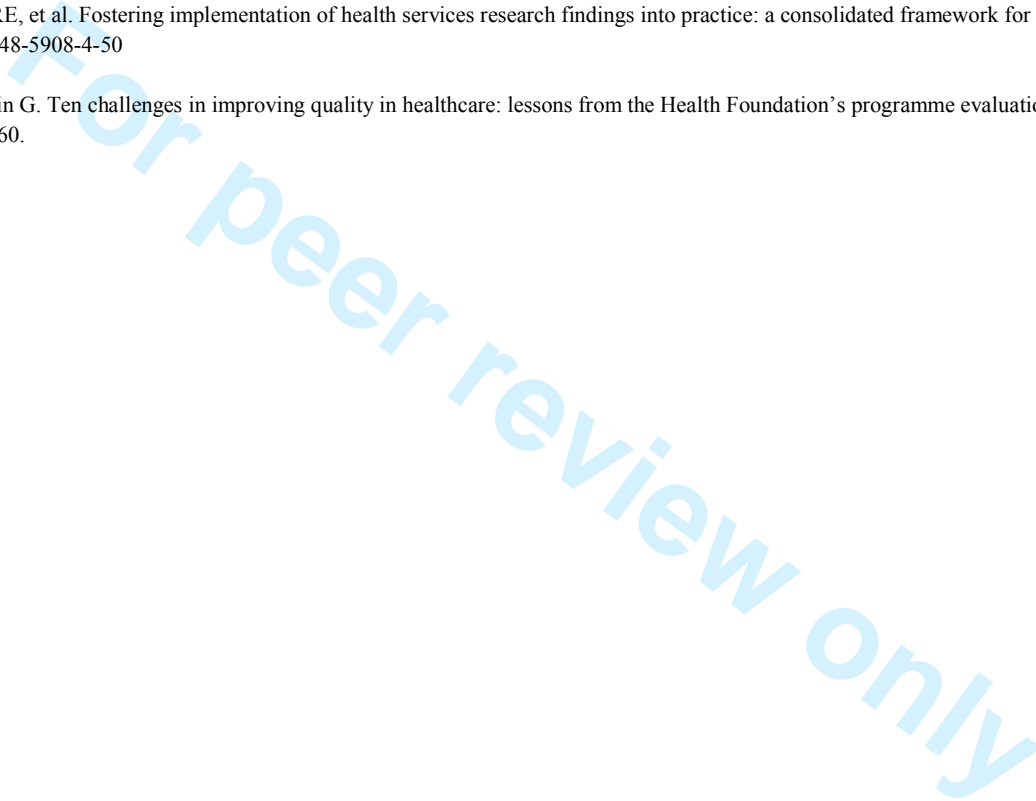 RE, et al. Fostering implementation of health services research findings into practice: a consolidated framework for
48-5908-4-50
in G. Ten challenges in improving quality in healthcare: lessons from the Health Foundation’s programme evaluatio
60.
For peer review only